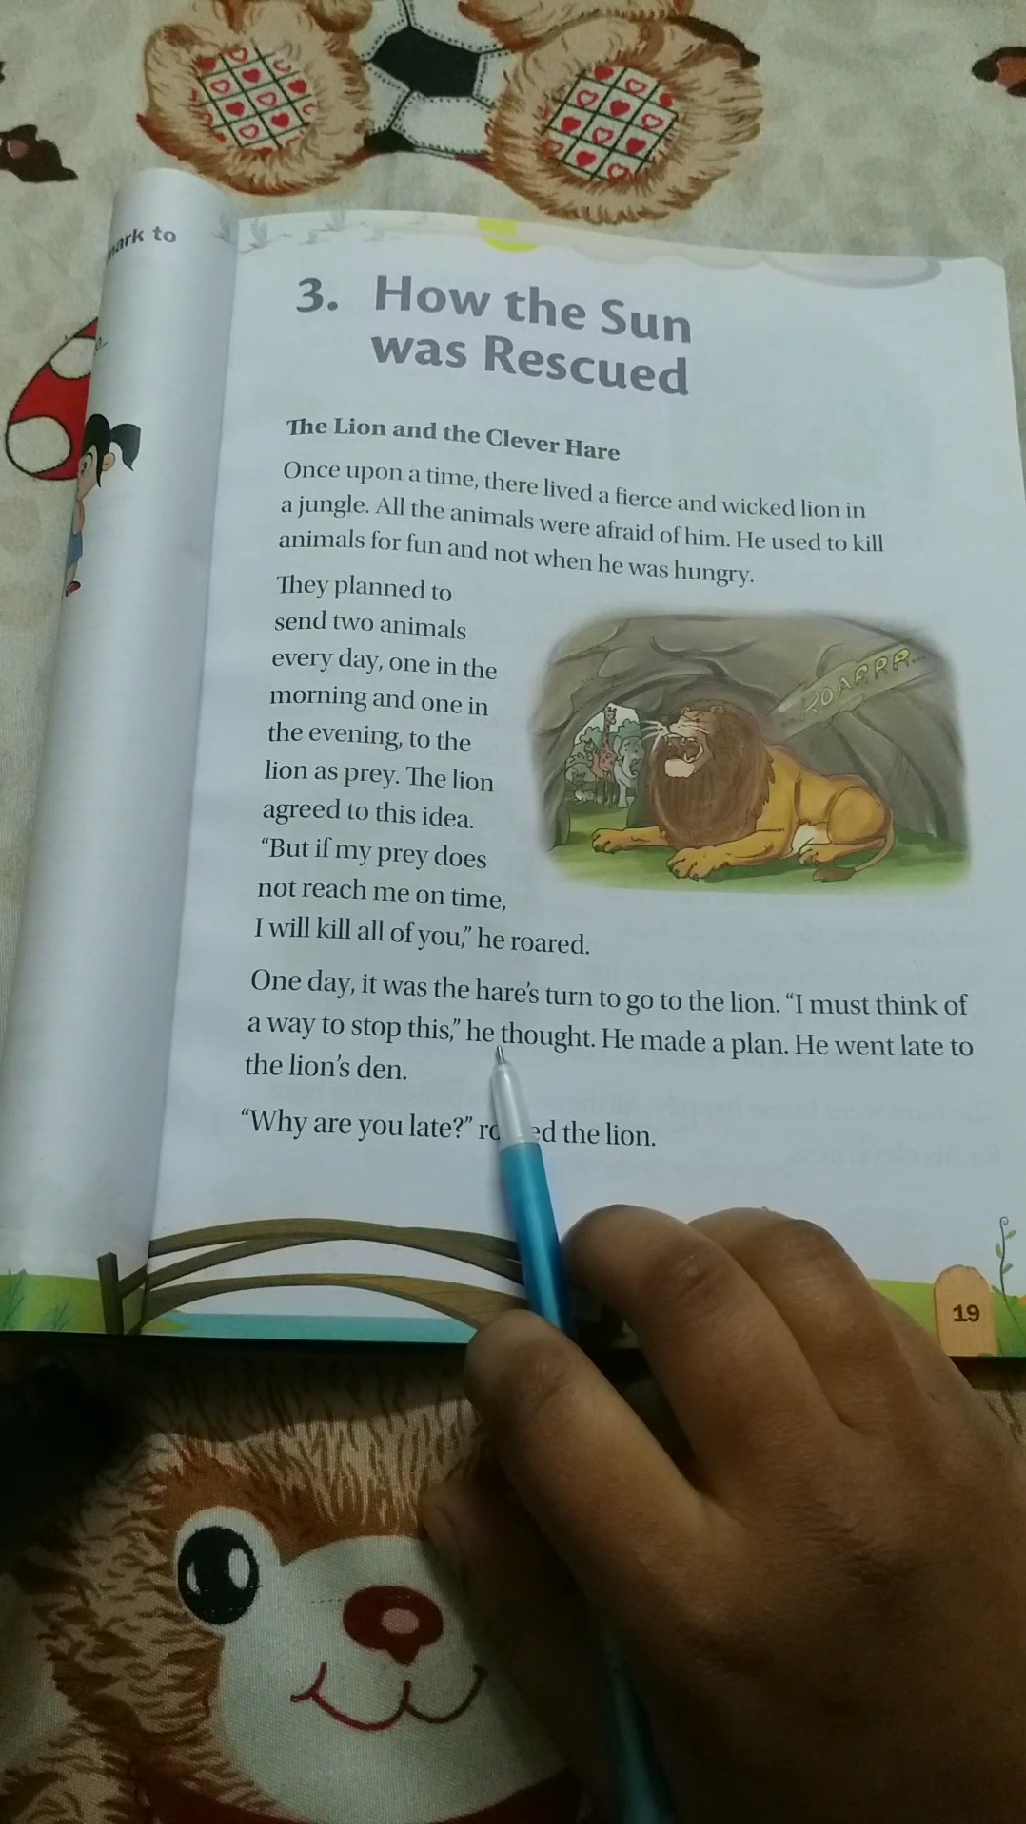 ark to
3. How the Sun
was Rescued
The Lion and the Clever Hare
Once upon a time, there lived a fierce and wicked lion in
a jungle. All the animals were afraid of him. He used to kill
animals for fun and not when he was hungry.
They planned to
send two animals
every day, one in the
morning and one in
the evening, to the
lion as prey. The lion
agreed to this idea.
“But if my prey does
not reach me on time,
I will kill all of you,” he roared.
ROARRR...
One day, it was the hare’s turn to go to the lion. “I must think of
a way to stop this,” he thought. He made a plan. He went late to
the lion’s den.
“Why are you late?” ro ed the lion.
19